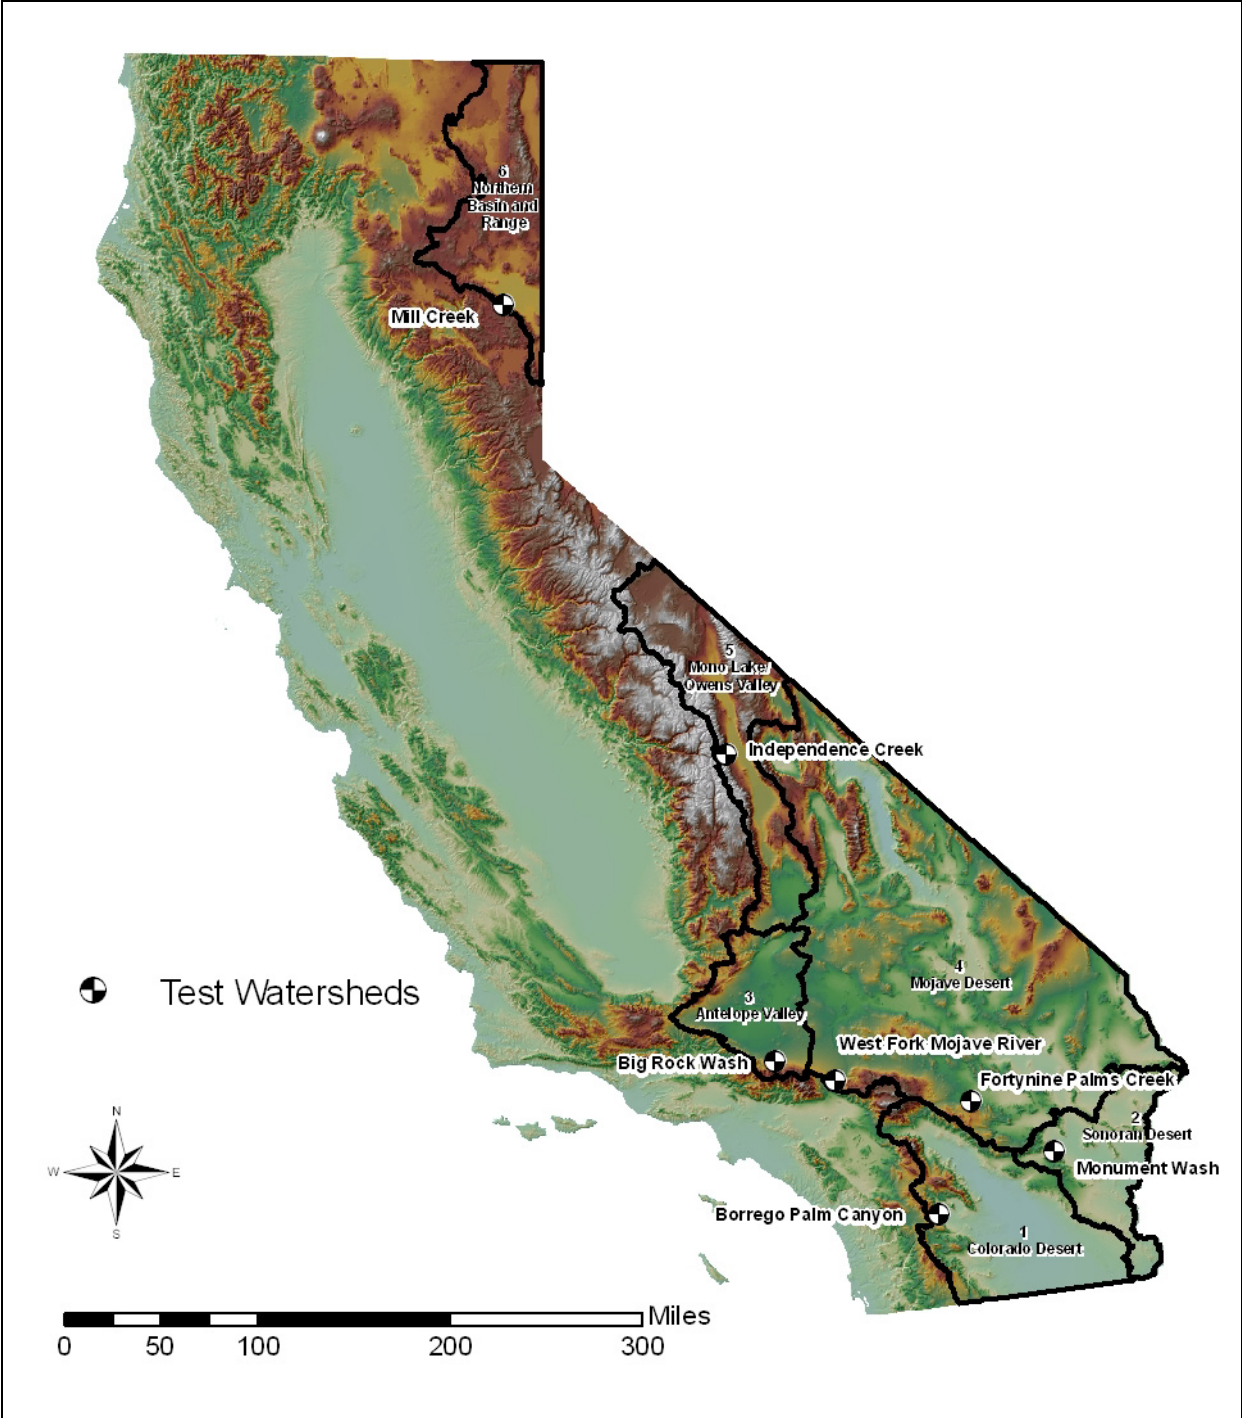 6
Northern
Basin and
Range
Mill Creek
5
Mono Lake/
Owens Valley
Independence Creek
4
Mojave Desert
Test Watersheds
3
Antelope Valley
West Fork Mojave River
Big Rock Wash
Fortynine Palms Creek
2
Sonoran Desert
Monument Wash
Borrego Palm Canyon
1
Colorado Desert
N
W
E
S
Miles
0
50
100
200
300